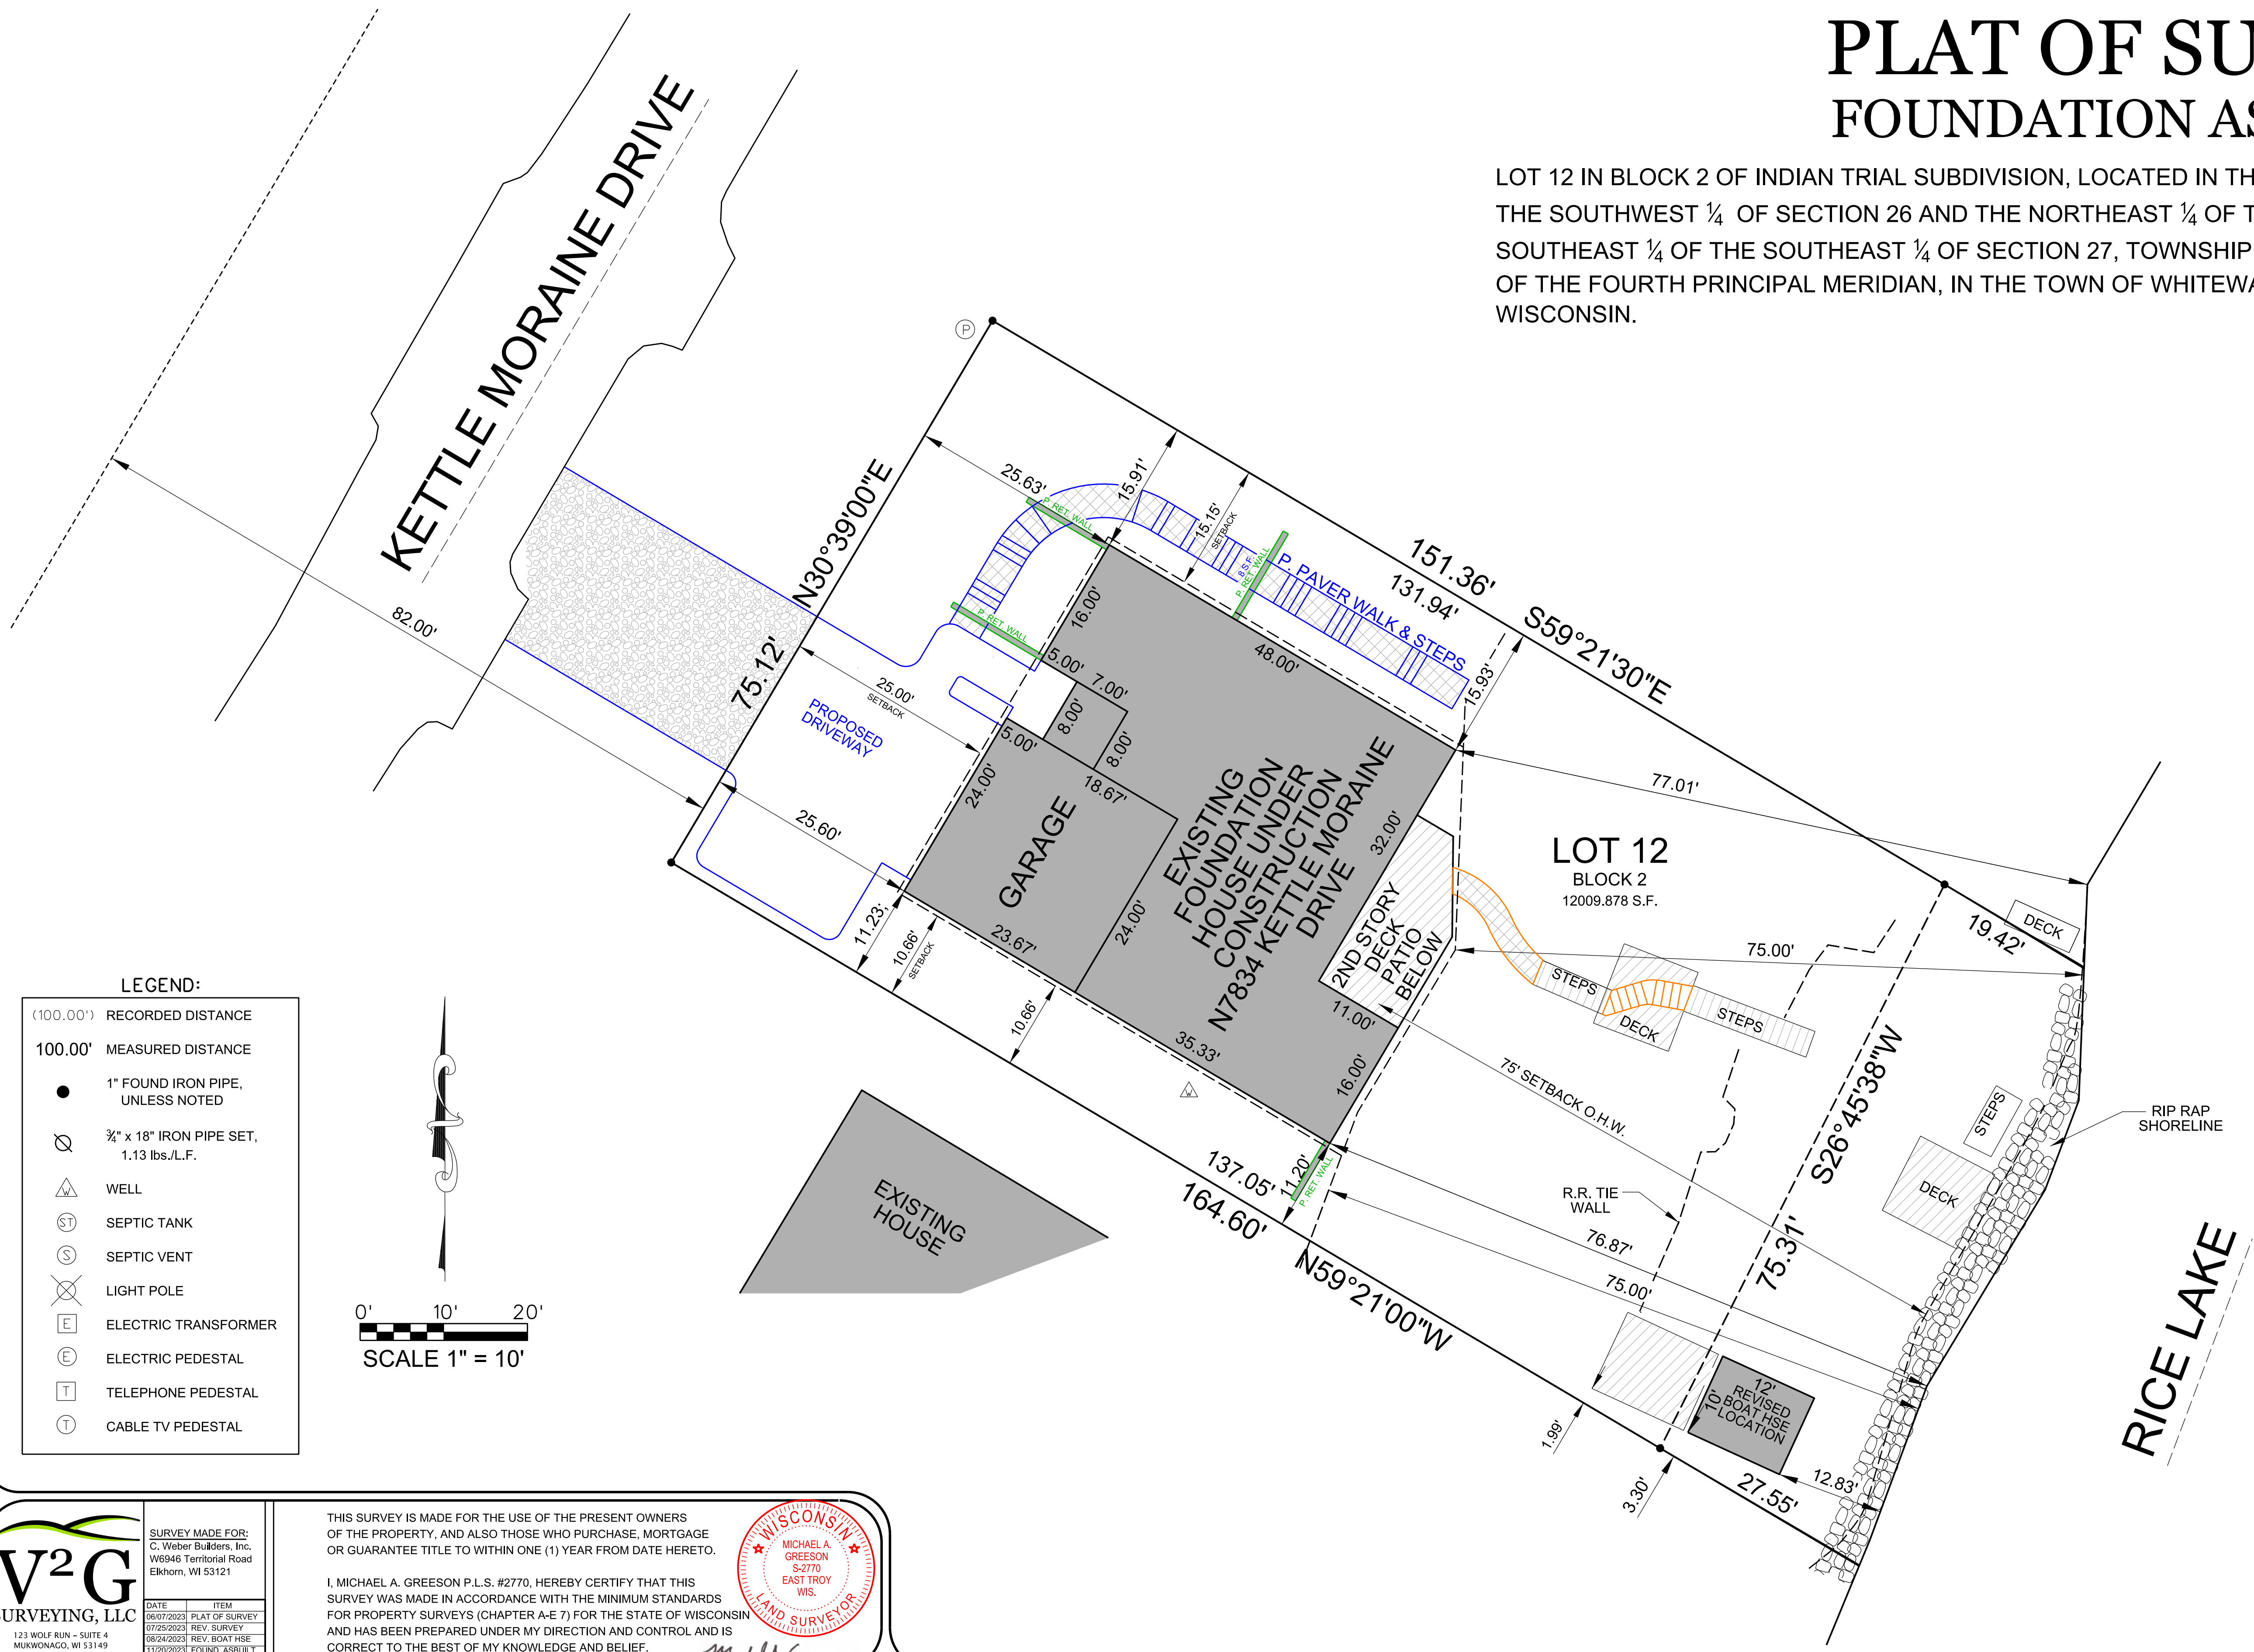 PLAT OF SU
FOUNDATION AS
LOT 12 IN BLOCK 2 OF INDIAN TRIAL SUBDIVISION, LOCATED IN TH
THE SOUTHWEST ¼ OF SECTION 26 AND THE NORTHEAST ¼ OF T
SOUTHEAST ¼ OF THE SOUTHEAST ¼ OF SECTION 27, TOWNSHIP
OF THE FOURTH PRINCIPAL MERIDIAN, IN THE TOWN OF WHITEWA
WISCONSIN.
KETTLE MORAINE DRIVE
82.00'
P
N30°39'00"E
75.12'
25.63'
P. RET. WALL
15.91'
15.15'
SETBACK
8 S.F.
P. RET. WALL
P. PAVER WALK & STEPS
151.36'
131.94'
S59°21'30"E
P. RET. WALL
16.00'
5.00'
7.00'
8.00'
8.00'
48.00'
15.93'
25.00'
SETBACK
PROPOSED
DRIVEWAY
5.00'
24.00'
18.67'
25.60'
GARAGE
24.00'
23.67'
11.23;
10.66'
SETBACK
10.66'
EXISTING
FOUNDATION
HOUSE UNDER
CONSTRUCTION
N7834 KETTLE MORAINE
DRIVE
32.00'
2ND STORY
DECK
PATIO
BELOW
11.00'
35.33'
16.00'
W
77.01'
LOT 12
BLOCK 2
12009.878 S.F.
75.00'
STEPS
DECK
STEPS
DECK
19.42'
75' SETBACK O.H.W.
S26°45'38"W
75.31'
STEPS
DECK
RIP RAP
SHORELINE
R.R. TIE
WALL
76.87'
75.00'
11.20'
P. RET. WALL
137.05'
164.60'
N59°21'00"W
EXISTING
HOUSE
12'
10'
REVISED
BOAT HSE
LOCATION
12.83'
1.99'
3.30'
27.55'
RICE LAKE
LEGEND:
(100.00') RECORDED DISTANCE
100.00' MEASURED DISTANCE
1" FOUND IRON PIPE,
UNLESS NOTED
¾" x 18" IRON PIPE SET,
1.13 lbs./L.F.
W WELL
ST SEPTIC TANK
S SEPTIC VENT
LIGHT POLE
E ELECTRIC TRANSFORMER
E ELECTRIC PEDESTAL
T TELEPHONE PEDESTAL
T CABLE TV PEDESTAL
0' 10' 20'
SCALE 1" = 10'
V²G
SURVEYING, LLC
123 WOLF RUN - SUITE 4
MUKWONAGO, WI 53149
SURVEY MADE FOR:
C. Weber Builders, Inc.
W6946 Territorial Road
Elkhorn, WI 53121
DATE ITEM
06/07/2023 PLAT OF SURVEY
07/25/2023 REV. SURVEY
08/24/2023 REV. BOAT HSE
11/20/2023 FOUND. ASBUILT
THIS SURVEY IS MADE FOR THE USE OF THE PRESENT OWNERS
OF THE PROPERTY, AND ALSO THOSE WHO PURCHASE, MORTGAGE
OR GUARANTEE TITLE TO WITHIN ONE (1) YEAR FROM DATE HERETO.
I, MICHAEL A. GREESON P.L.S. #2770, HEREBY CERTIFY THAT THIS
SURVEY WAS MADE IN ACCORDANCE WITH THE MINIMUM STANDARDS
FOR PROPERTY SURVEYS (CHAPTER A-E 7) FOR THE STATE OF WISCONSIN
AND HAS BEEN PREPARED UNDER MY DIRECTION AND CONTROL AND IS
CORRECT TO THE BEST OF MY KNOWLEDGE AND BELIEF.
WISCONSIN
MICHAEL A.
GREESON
S-2770
EAST TROY
WIS.
LAND SURVEYOR